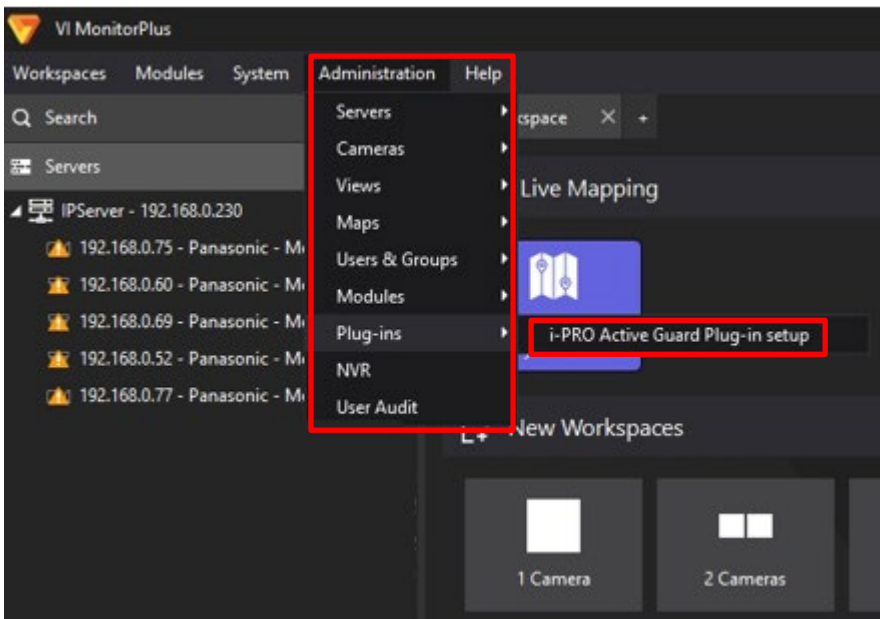 VI MonitorPlus
Workspaces Modules System Administration Help
Search
Servers
IPServer - 192.168.0.230
192.168.0.75 - Panasonic -
192.168.0.60 - Panasonic -
192.168.0.69 - Panasonic -
192.168.0.52 - Panasonic -
192.168.0.77 - Panasonic -
Servers
Cameras
Views
Maps
Users & Groups
Modules
Plug-ins
NVR
User Audit
i-PRO Active Guard Plug-in setup
Live Mapping
New Workspaces
1 Camera
2 Cameras